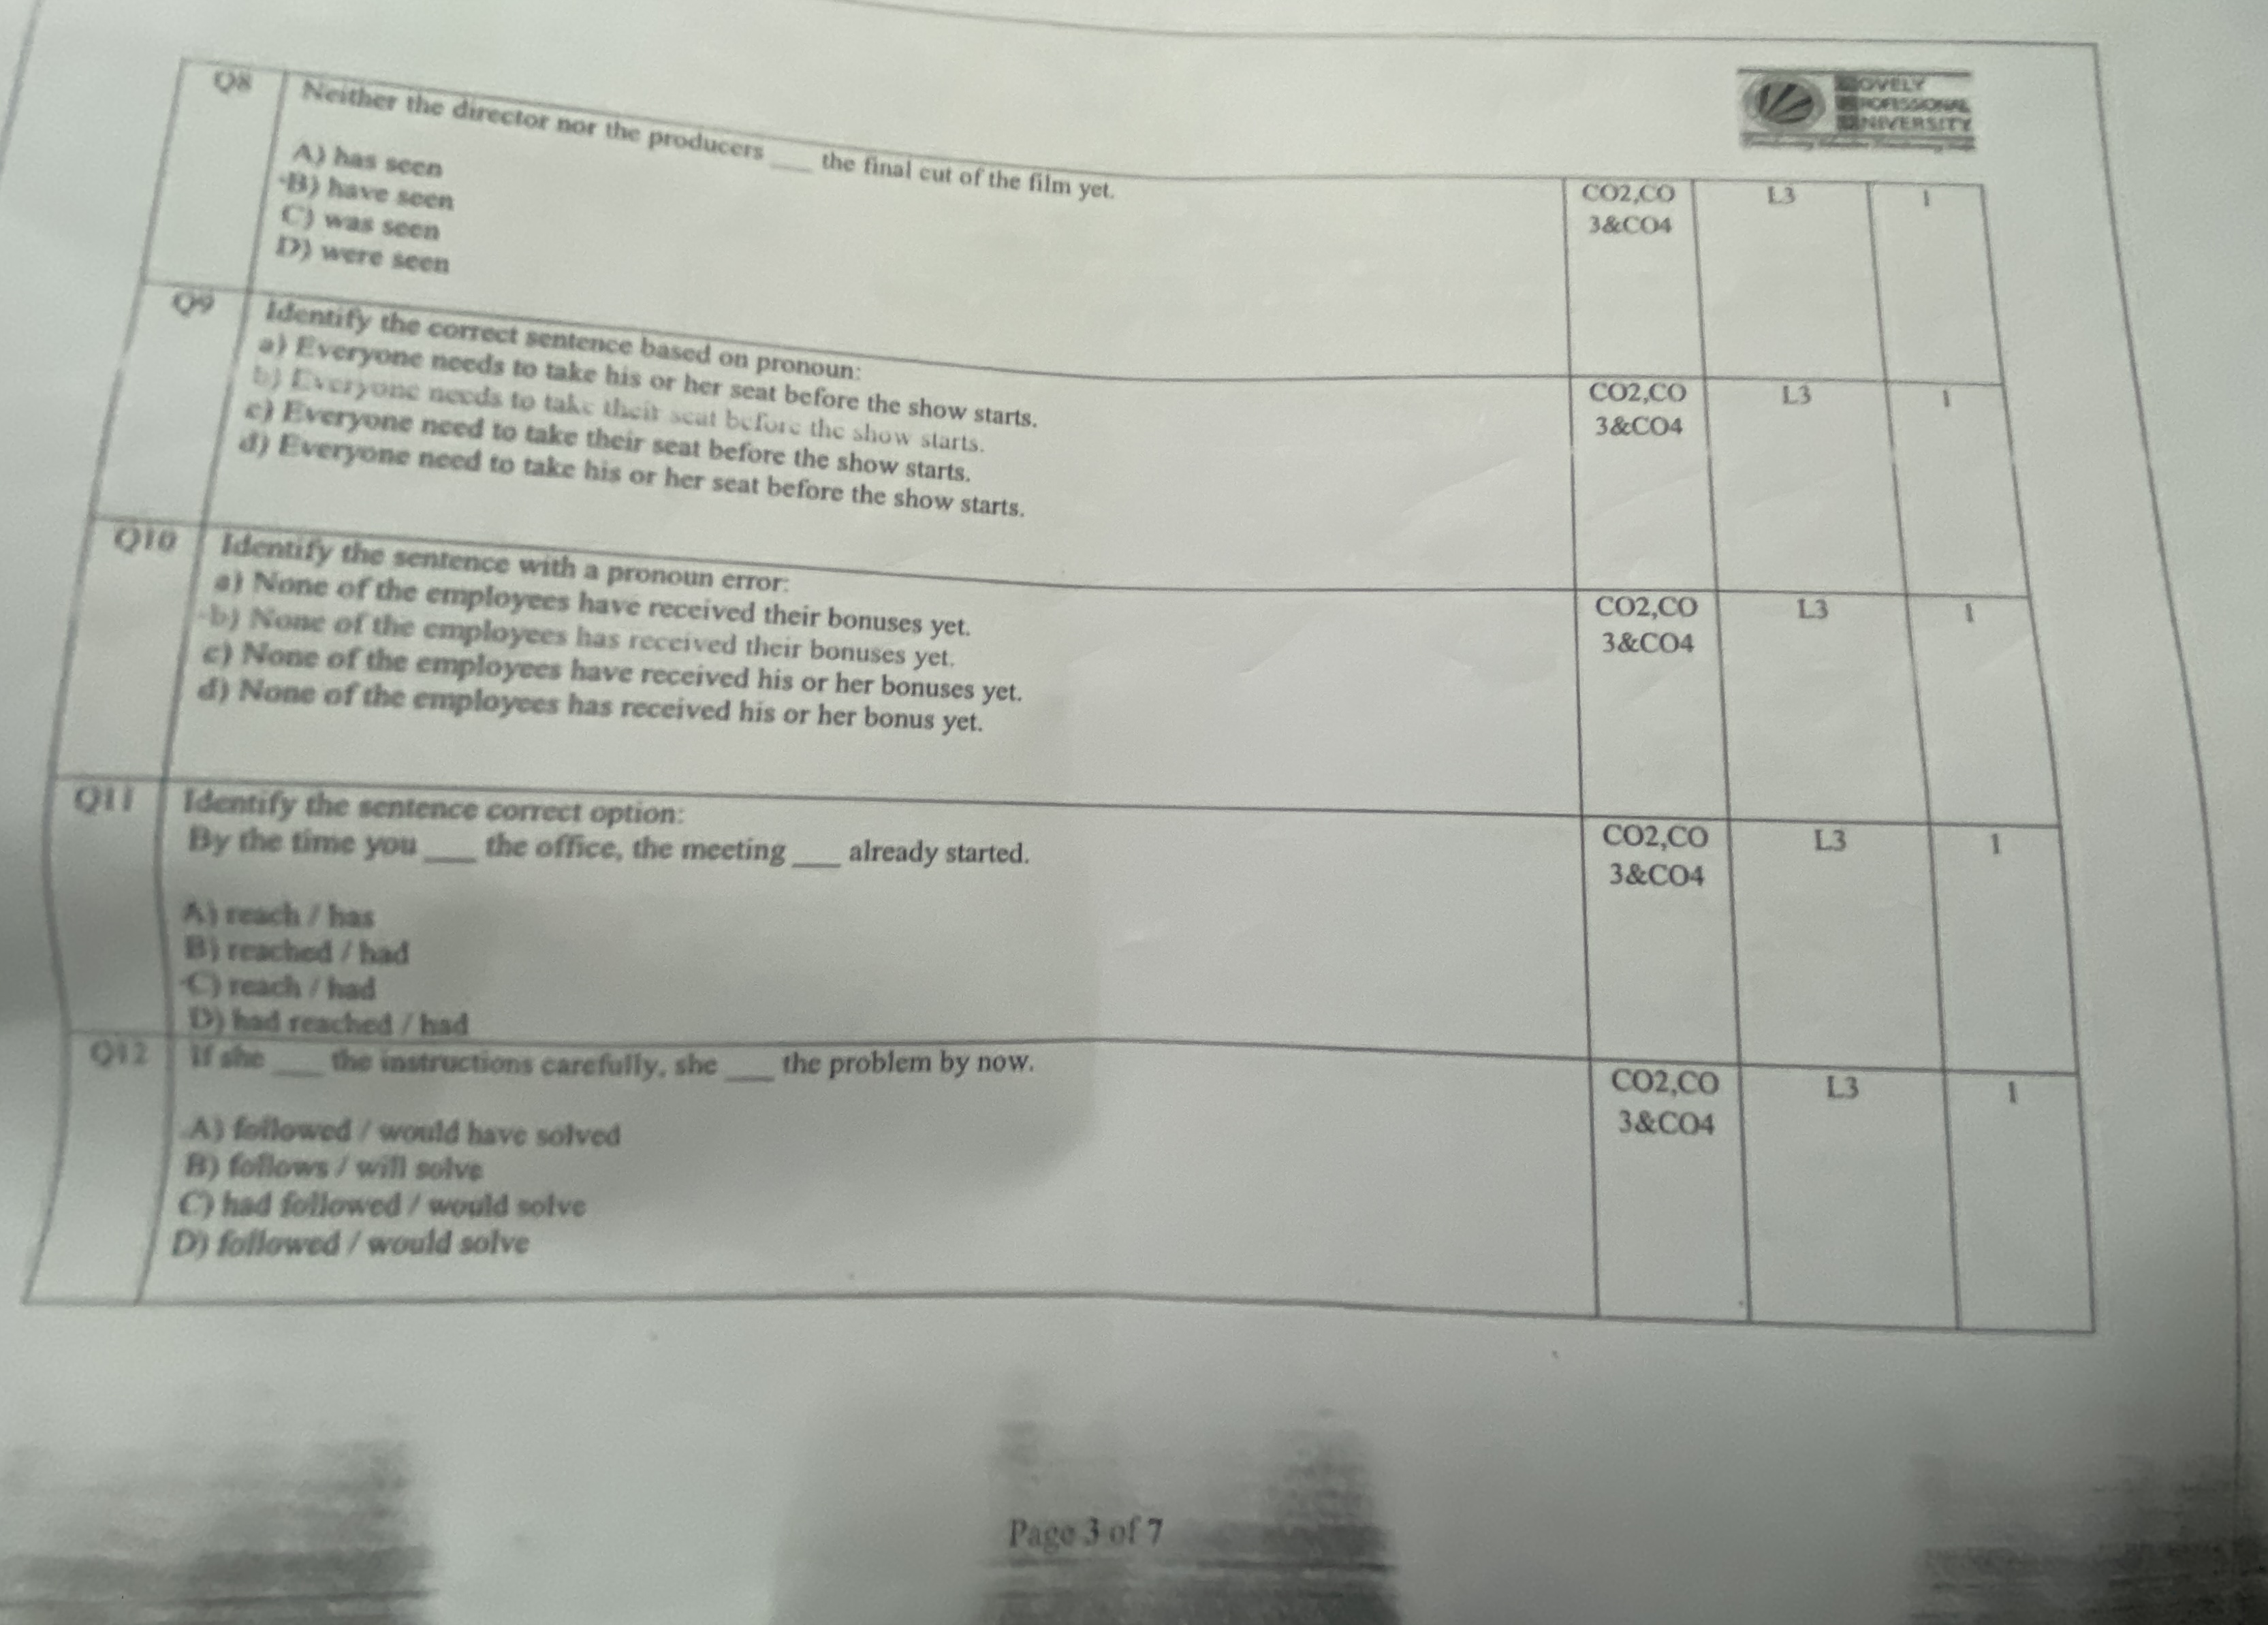 LOVELY
PROFESSIONAL
UNIVERSITY
Q8 Neither the director nor the producers ___ the final cut of the film yet. CO2,CO L3 1
3&CO4
A) has seen
B) have seen
C) was seen
D) were seen
Q9 Identify the correct sentence based on pronoun: CO2,CO L3 1
3&CO4
a) Everyone needs to take his or her seat before the show starts.
b) Everyone needs to take their seat before the show starts.
c) Everyone need to take their seat before the show starts.
d) Everyone need to take his or her seat before the show starts.
Q10 Identify the sentence with a pronoun error: CO2,CO L3 1
3&CO4
a) None of the employees have received their bonuses yet.
b) None of the employees has received their bonuses yet.
c) None of the employees have received his or her bonuses yet.
d) None of the employees has received his or her bonus yet.
Q11 Identify the sentence correct option: CO2,CO L3 1
3&CO4
By the time you ___ the office, the meeting ___ already started.
A) reach / has
B) reached / had
C) reach / had
D) had reached / had
Q12 If she ___ the instructions carefully, she ___ the problem by now. CO2,CO L3 1
3&CO4
A) followed / would have solved
B) follows / will solve
C) had followed / would solve
D) followed / would solve
Page 3 of 7